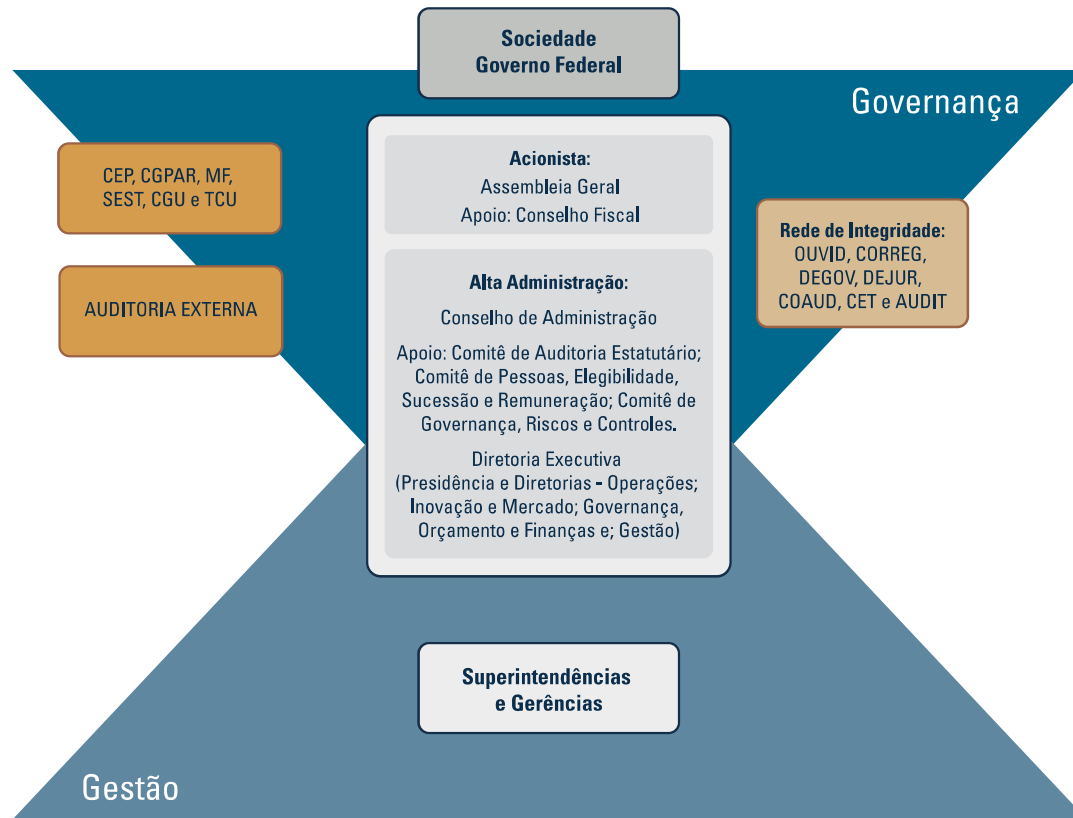 Sociedade
Governo Federal
Governança
CEP, CGPAR, MF,
SEST, CGU e TCU
AUDITORIA EXTERNA
Acionista:
Assembleia Geral
Apoio: Conselho Fiscal
Alta Administração:
Conselho de Administração
Apoio: Comitê de Auditoria Estatutário;
Comitê de Pessoas, Elegibilidade,
Sucessão e Remuneração; Comitê de
Governança, Riscos e Controles.
Diretoria Executiva
(Presidência e Diretorias - Operações;
Inovação e Mercado; Governança,
Orçamento e Finanças e; Gestão)
Rede de Integridade:
OUVID, CORREG,
DEGOV, DEJUR,
COAUD, CET e AUDIT
Superintendências
e Gerências
Gestão